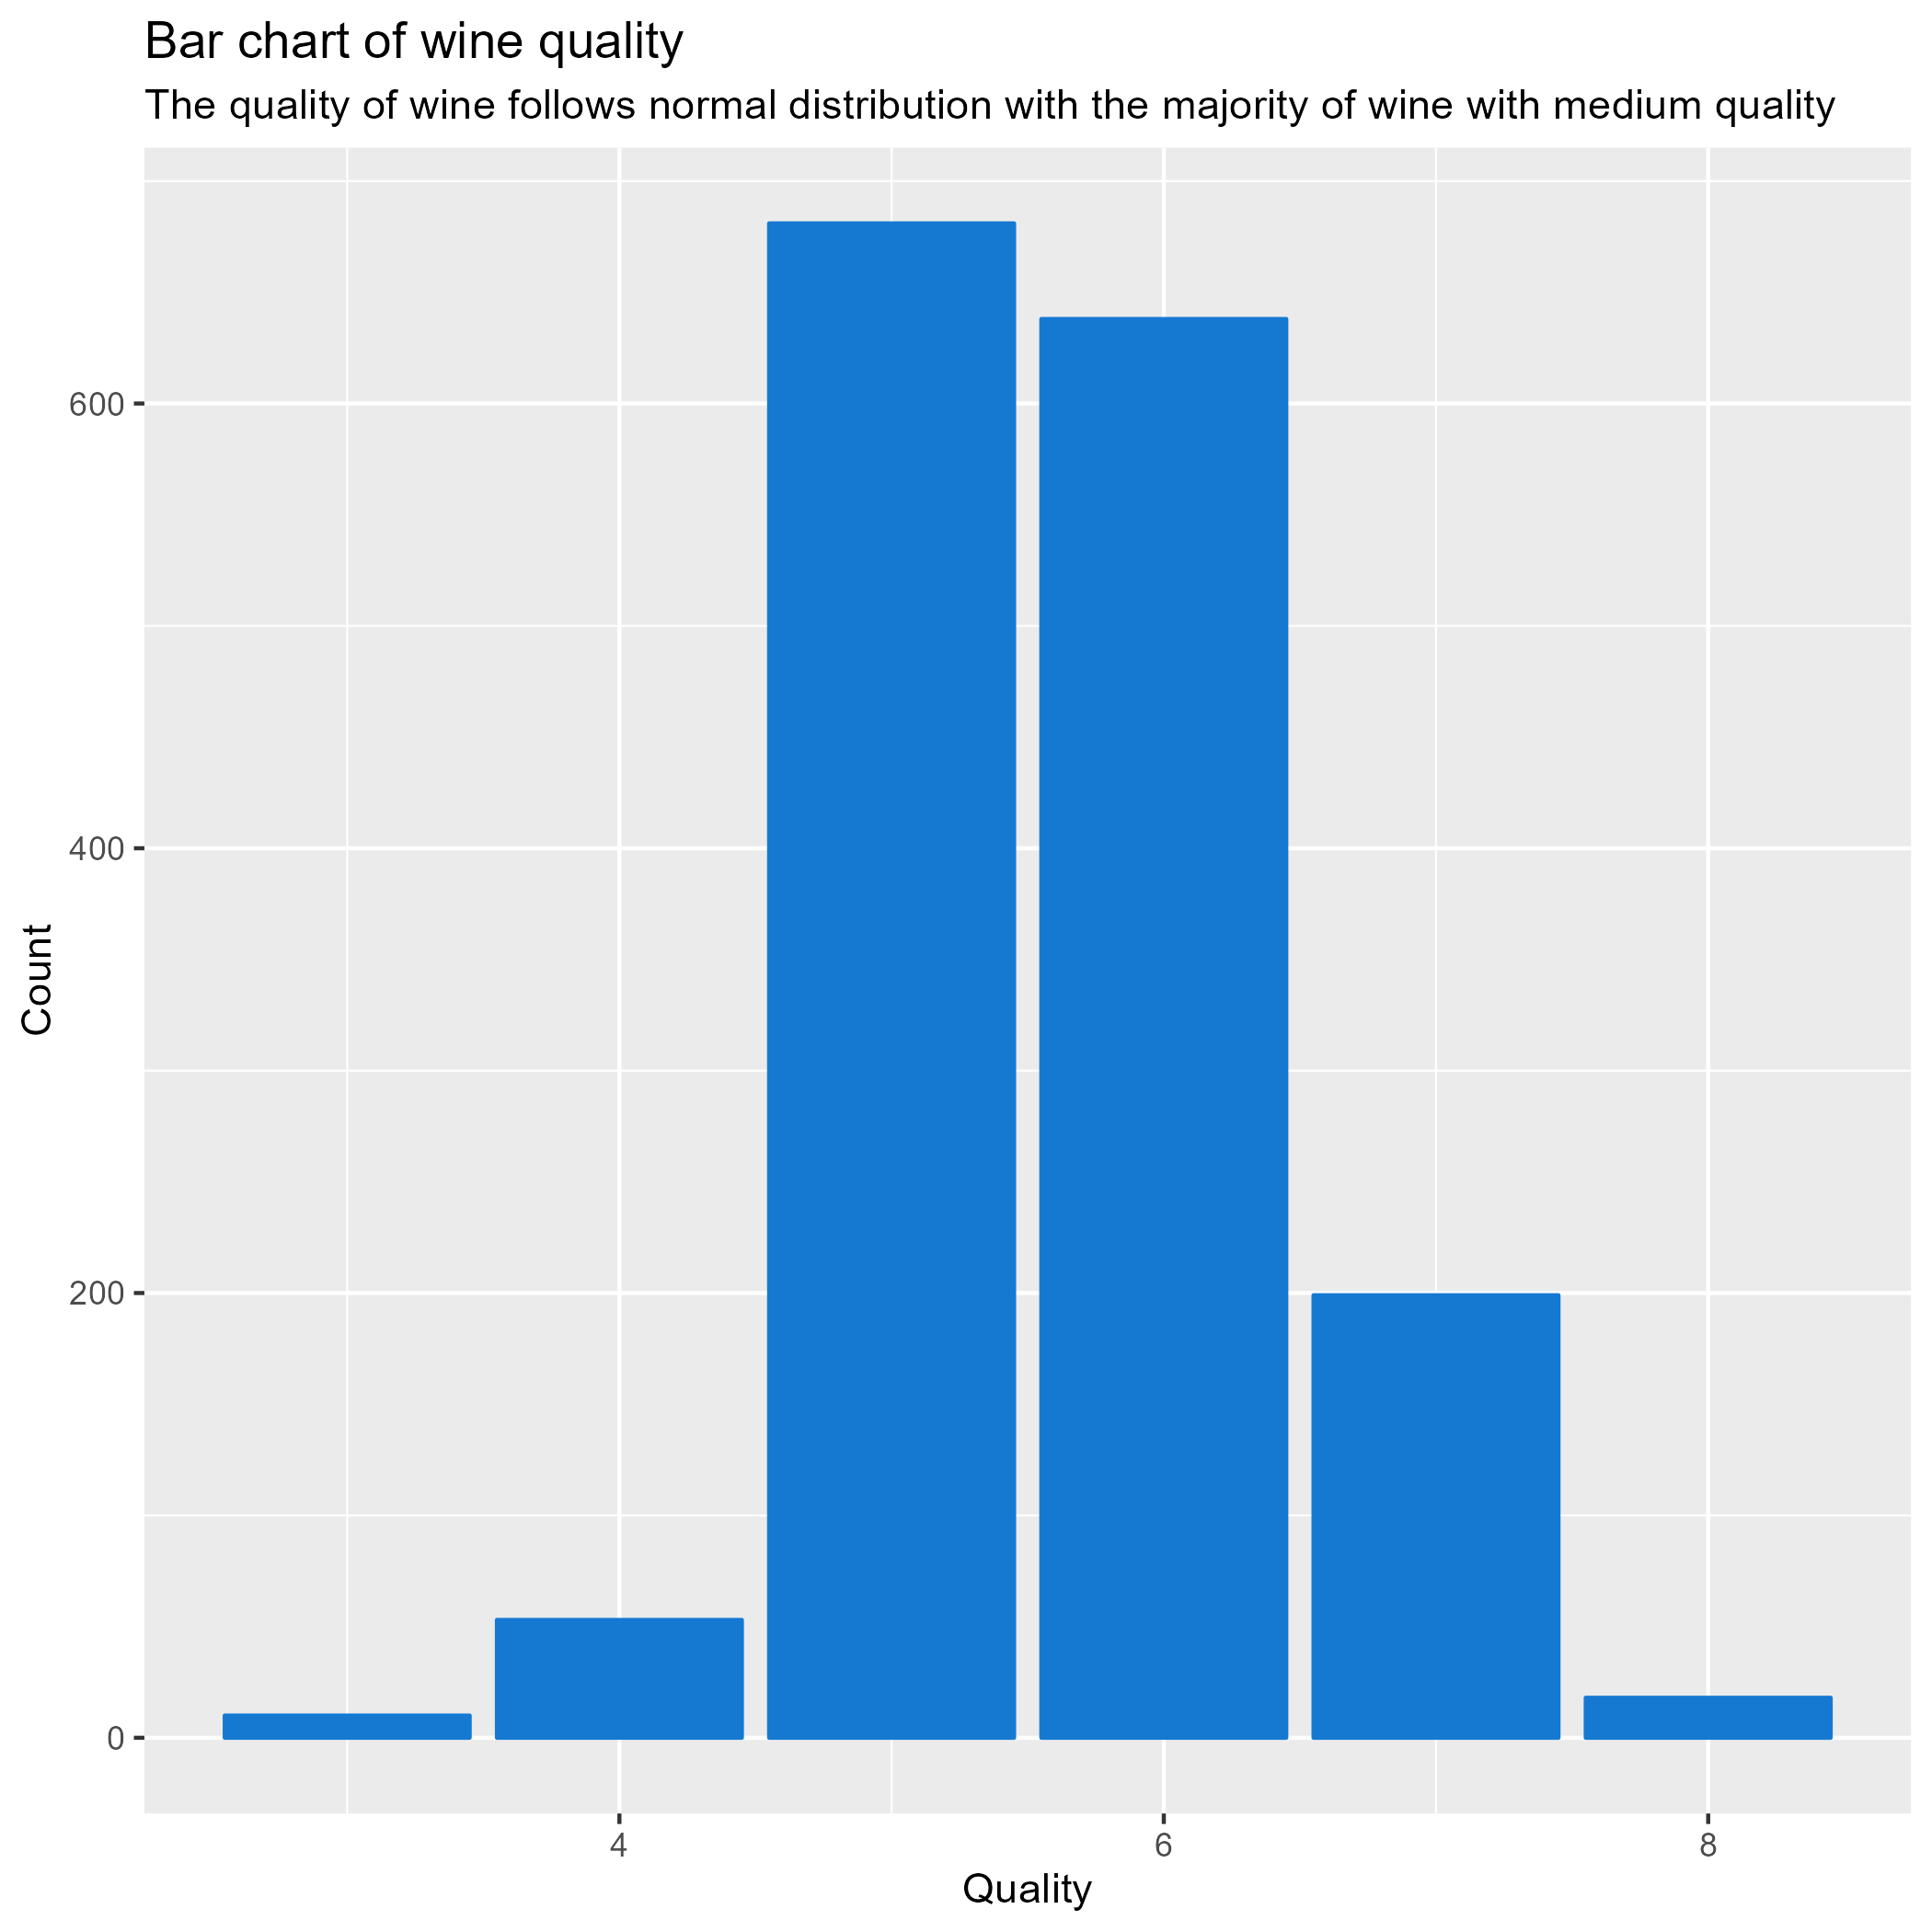 Bar chart of wine quality
The quality of wine follows normal distribution with the majority of wine with medium quality
600
400
200
0
Count
4 6 8
Quality